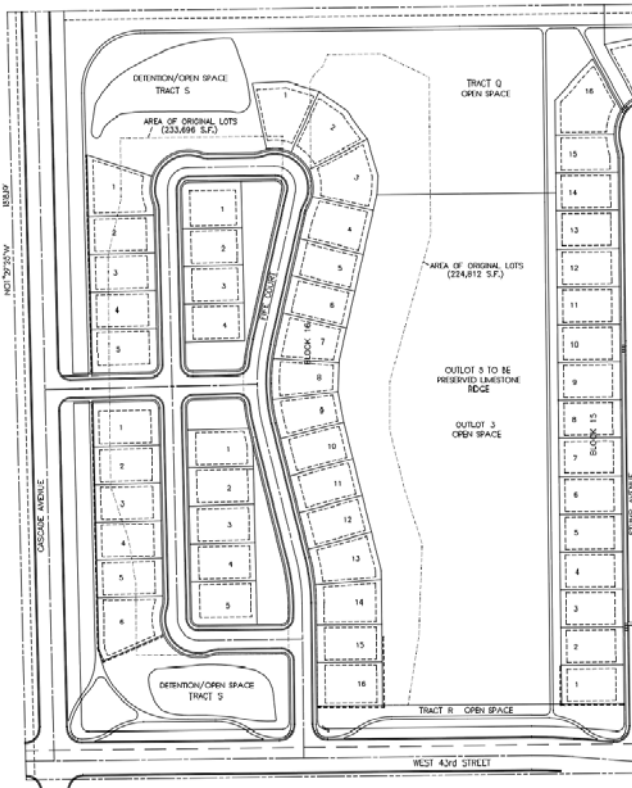 DETENTION/OPEN SPACE
TRACT S
AREA OF ORIGINAL LOTS
(233,696 S.F.)
TRACT Q
OPEN SPACE
AREA OF ORIGINAL LOTS
(224,812 S.F.)
OUTLOT 3 TO BE
PRESERVED LIMESTONE
RIDGE
OUTLOT 3
OPEN SPACE
BLOCK 16
BLOCK 15
COURT
CASCADE AVENUE
1
2
3
4
5
1
2
3
4
1
2
3
4
5
6
1
2
3
4
5
1
2
3
4
5
6
7
8
9
10
11
12
13
14
15
16
16
15
14
13
12
11
10
9
8
7
6
5
4
3
2
1
DETENTION/OPEN SPACE
TRACT S
TRACT R OPEN SPACE
WEST 43rd STREET